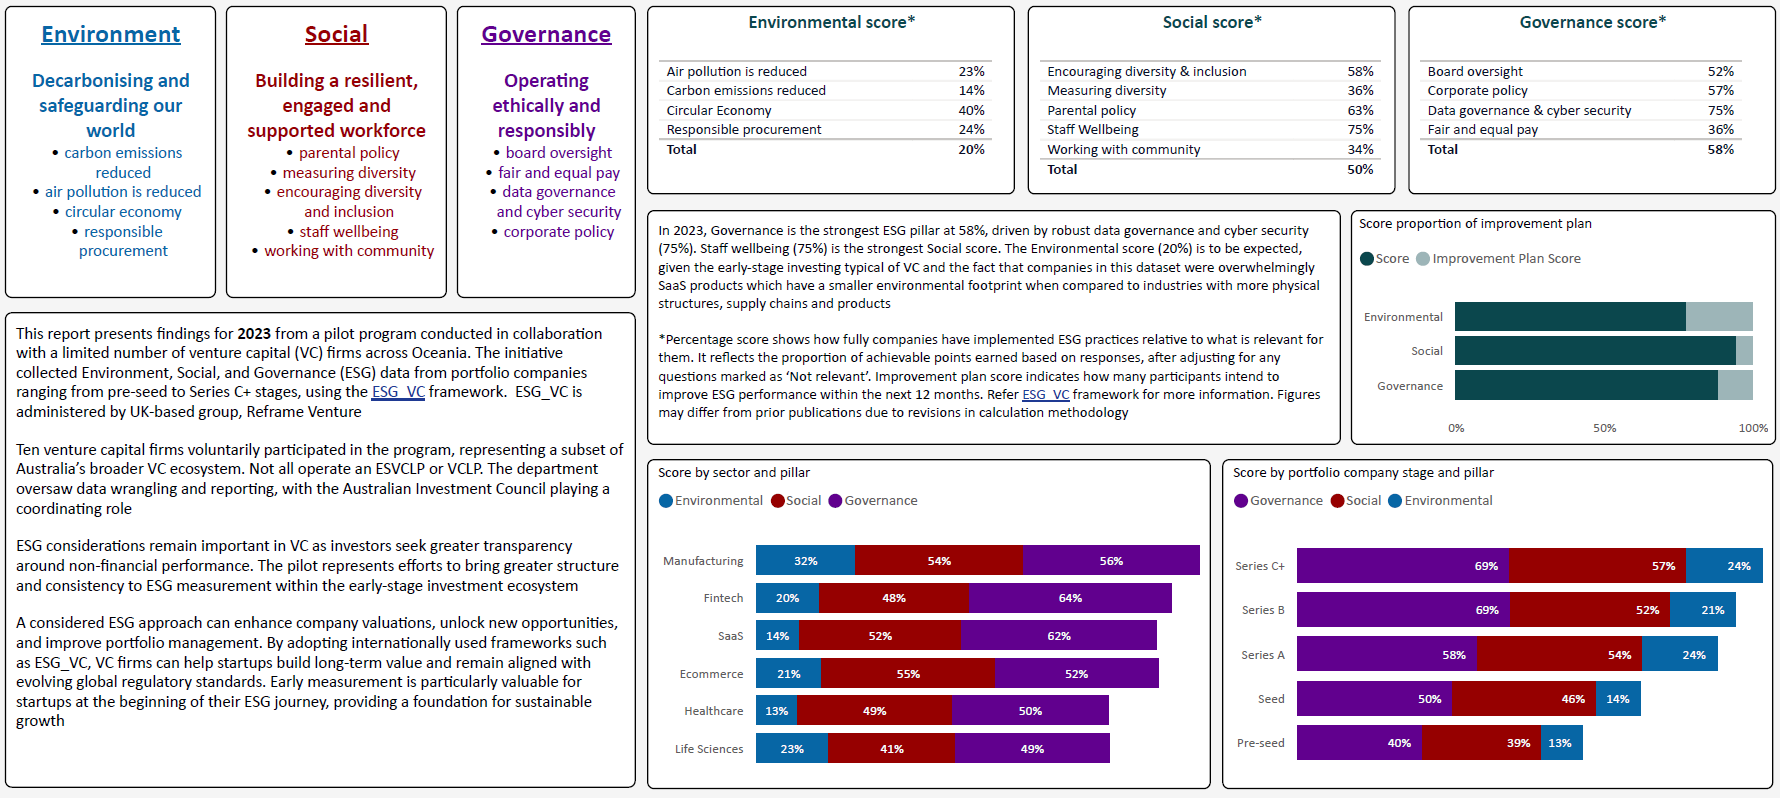 Environment
Decarbonising and
safeguarding our
world
• carbon emissions
reduced
• air pollution is reduced
• circular economy
• responsible
procurement
Social
Building a resilient,
engaged and
supported workforce
• parental policy
• measuring diversity
• encouraging diversity
and inclusion
• staff wellbeing
• working with community
Governance
Operating
ethically and
responsibly
• board oversight
• fair and equal pay
• data governance
and cyber security
• corporate policy
This report presents findings for 2023 from a pilot program conducted in collaboration
with a limited number of venture capital (VC) firms across Oceania. The initiative
collected Environment, Social, and Governance (ESG) data from portfolio companies
ranging from pre-seed to Series C+ stages, using the ESG_VC framework.  ESG_VC is
administered by UK-based group, Reframe Venture
Ten venture capital firms voluntarily participated in the program, representing a subset of
Australia's broader VC ecosystem. Not all operate an ESVCLP or VCLP. The department
oversaw data wrangling and reporting, with the Australian Investment Council playing a
coordinating role
ESG considerations remain important in VC as investors seek greater transparency
around non-financial performance. The pilot represents efforts to bring greater structure
and consistency to ESG measurement within the early-stage investment ecosystem
A considered ESG approach can enhance company valuations, unlock new opportunities,
and improve portfolio management. By adopting internationally used frameworks such
as ESG_VC, VC firms can help startups build long-term value and remain aligned with
evolving global regulatory standards. Early measurement is particularly valuable for
startups at the beginning of their ESG journey, providing a foundation for sustainable
growth
Environmental score*
Air pollution is reduced 23%
Carbon emissions reduced 14%
Circular Economy 40%
Responsible procurement 24%
Total 20%
Social score*
Encouraging diversity & inclusion 58%
Measuring diversity 36%
Parental policy 63%
Staff Wellbeing 75%
Working with community 34%
Total 50%
Governance score*
Board oversight 52%
Corporate policy 57%
Data governance & cyber security 75%
Fair and equal pay 36%
Total 58%
In 2023, Governance is the strongest ESG pillar at 58%, driven by robust data governance and cyber security
(75%). Staff wellbeing (75%) is the strongest Social score. The Environmental score (20%) is to be expected,
given the early-stage investing typical of VC and the fact that companies in this dataset were overwhelmingly
SaaS products which have a smaller environmental footprint when compared to industries with more physical
structures, supply chains and products
*Percentage score shows how fully companies have implemented ESG practices relative to what is relevant for
them. It reflects the proportion of achievable points earned based on responses, after adjusting for any
questions marked as 'Not relevant'. Improvement plan score indicates how many participants intend to
improve ESG performance within the next 12 months. Refer ESG_VC framework for more information. Figures
may differ from prior publications due to revisions in calculation methodology
Score proportion of improvement plan
Score Improvement Plan Score
Environmental
Social
Governance
0% 50% 100%
Score by sector and pillar
Environmental Social Governance
Manufacturing 32% 54% 56%
Fintech 20% 48% 64%
SaaS 14% 52% 62%
Ecommerce 21% 55% 52%
Healthcare 13% 49% 50%
Life Sciences 23% 41% 49%
Score by portfolio company stage and pillar
Governance Social Environmental
Series C+ 69% 57% 24%
Series B 69% 52% 21%
Series A 58% 54% 24%
Seed 50% 46% 14%
Pre-seed 40% 39% 13%